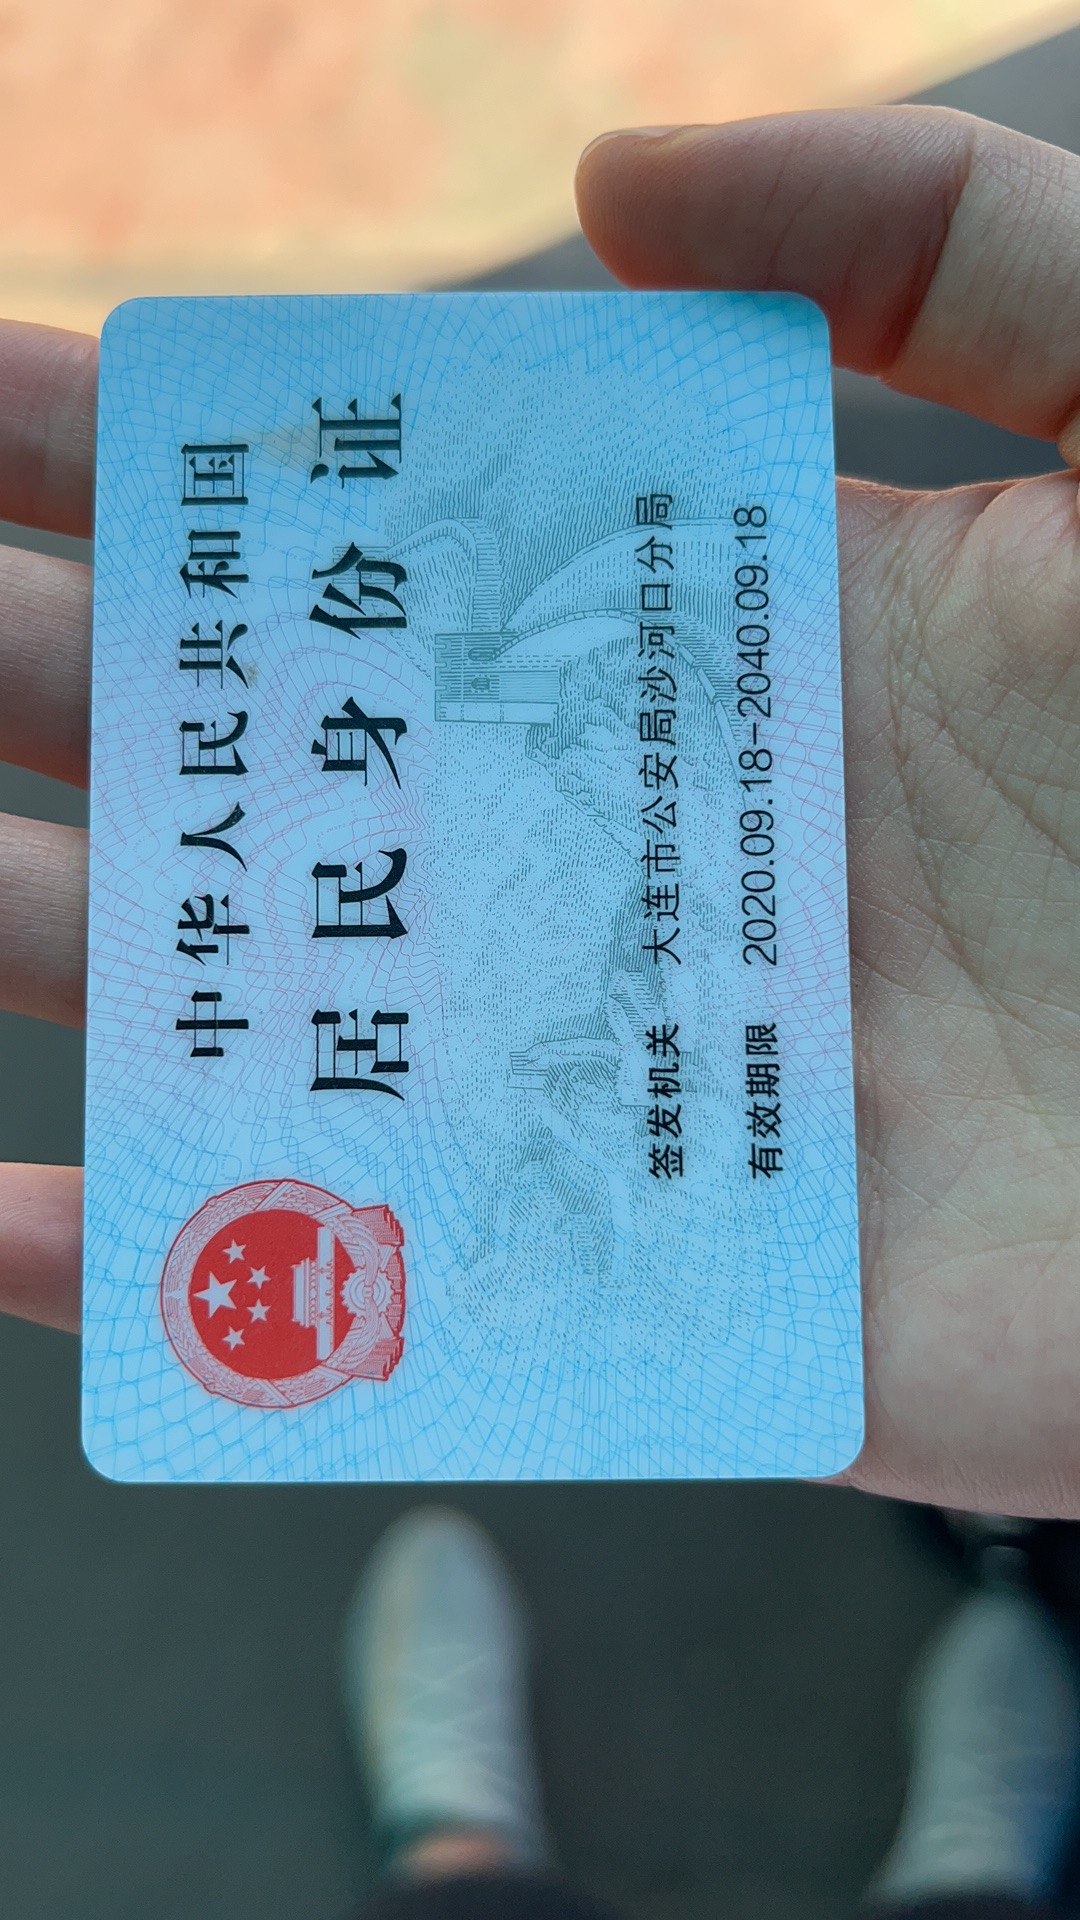 中华人民共和国
居民身份证
签发机关 大连市公安局沙河口分局
有效期限 2020.09.18-2040.09.18